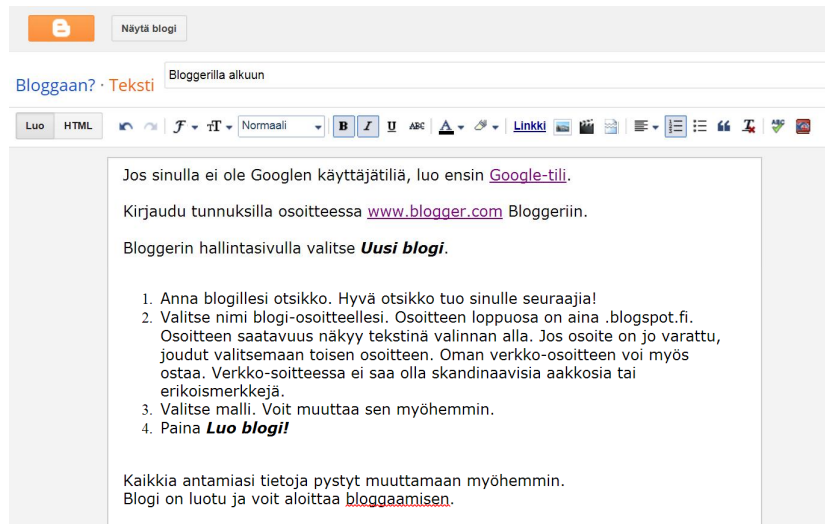 Näytä blogi
Bloggaan? · Teksti
Bloggerilla alkuun
Luo HTML Normaali B I U ABC A Linkki ABC
Jos sinulla ei ole Googlen käyttäjätiliä, luo ensin Google-tili.
Kirjaudu tunnuksilla osoitteessa www.blogger.com Bloggeriin.
Bloggerin hallintasivulla valitse Uusi blogi.
1. Anna blogillesi otsikko. Hyvä otsikko tuo sinulle seuraajia!
2. Valitse nimi blogi-osoitteellesi. Osoitteen loppuosa on aina .blogspot.fi.
Osoitteen saatavuus näkyy tekstinä valinnan alla. Jos osoite on jo varattu,
joudut valitsemaan toisen osoitteen. Oman verkko-osoitteen voi myös
ostaa. Verkko-soitteessa ei saa olla skandinaavisia aakkosia tai
erikoismerkkejä.
3. Valitse malli. Voit muuttaa sen myöhemmin.
4. Paina Luo blogi!
Kaikkia antamiasi tietoja pystyt muuttamaan myöhemmin.
Blogi on luotu ja voit aloittaa bloggaamisen.